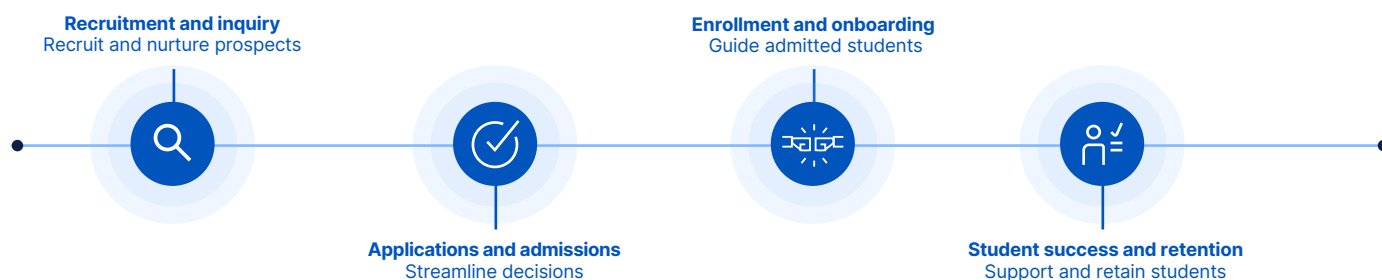 Recruitment and inquiry
Recruit and nurture prospects
Applications and admissions
Streamline decisions
Enrollment and onboarding
Guide admitted students
Student success and retention
Support and retain students